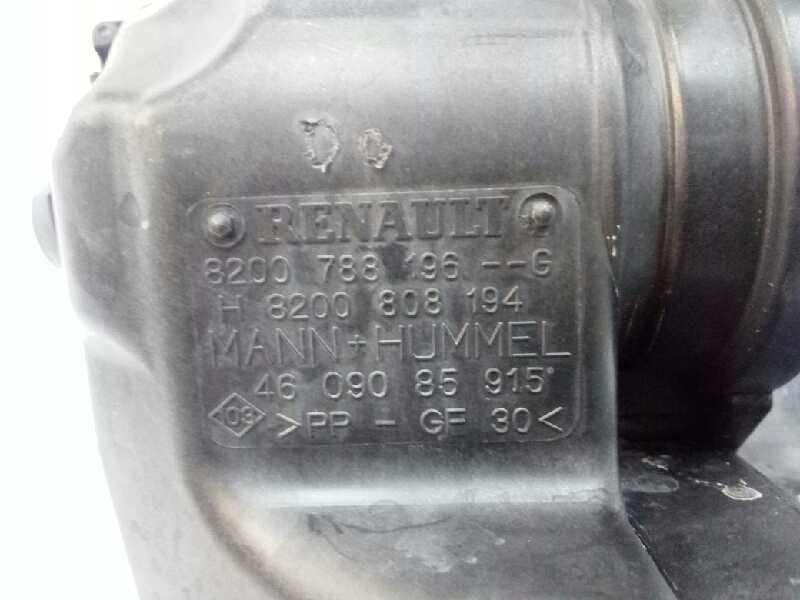 RENAULT
8200 788 196 --G
H 8200 808 194
MANN+HUMMEL
46 090 85 915*
03 >PP - GF 30<